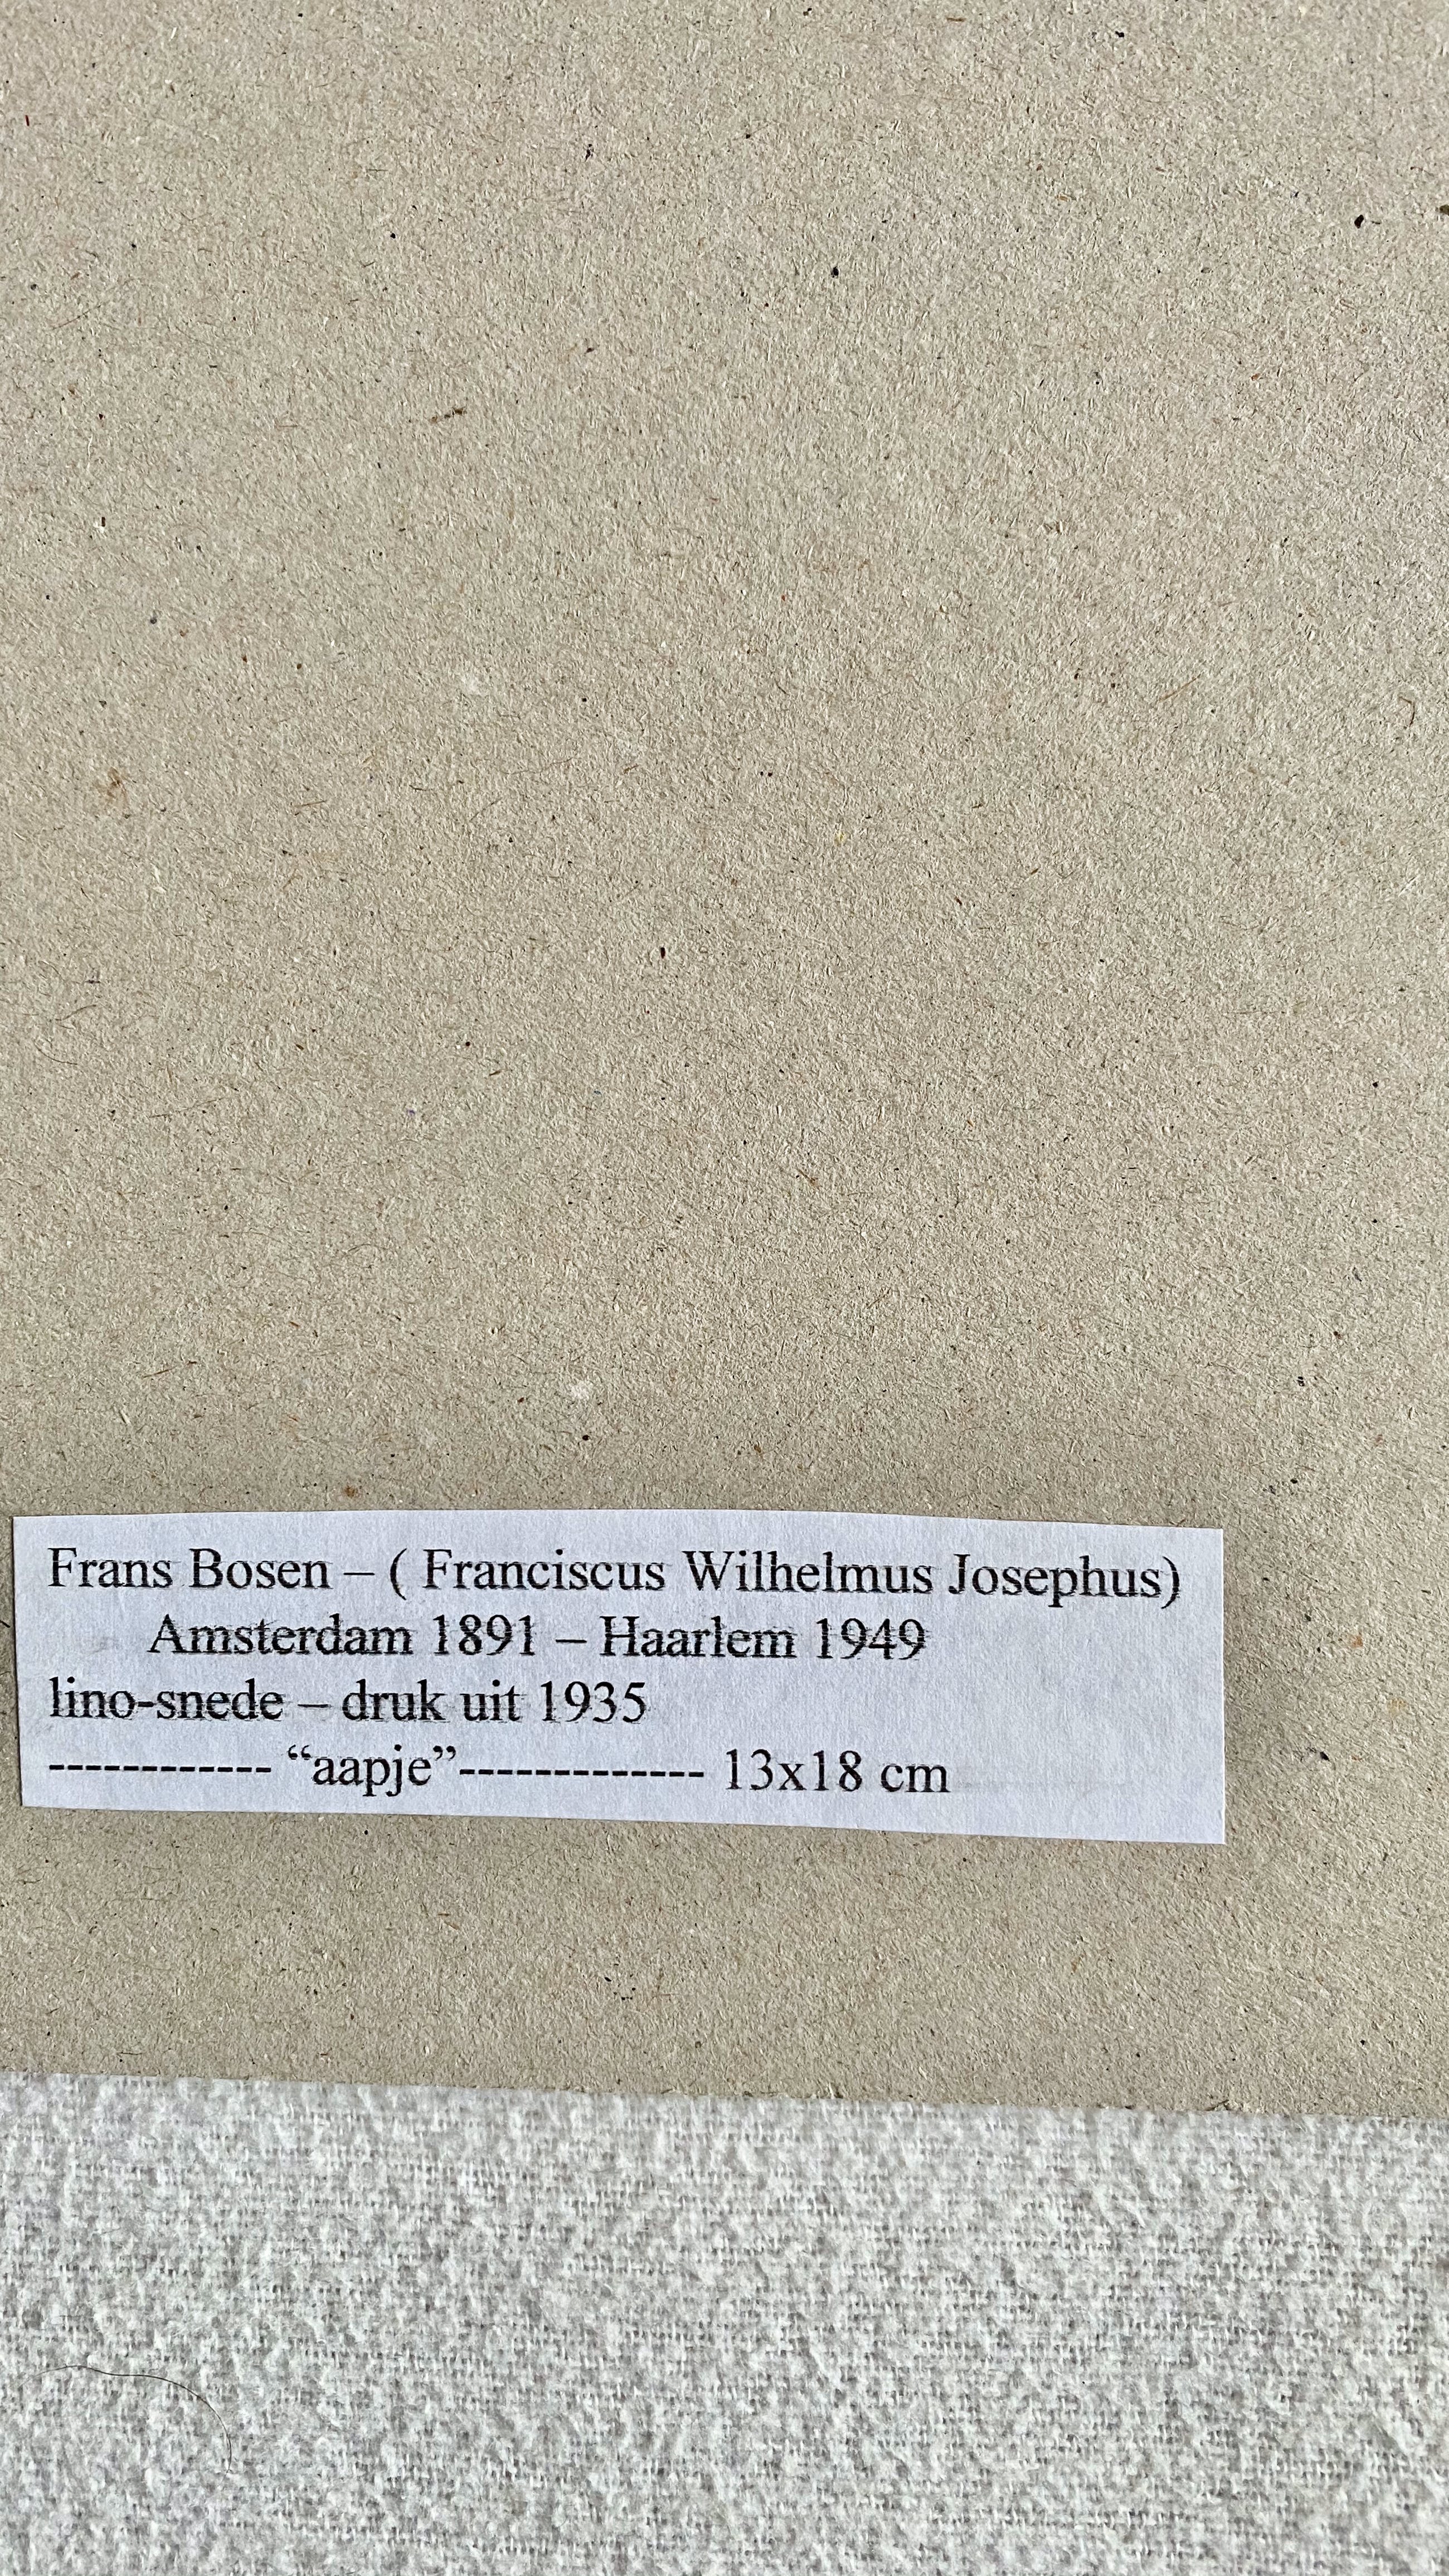 Frans Bosen – ( Franciscus Wilhelmus Josephus)
Amsterdam 1891 – Haarlem 1949
lino-snede – druk uit 1935
------------ “aapje”------------- 13x18 cm